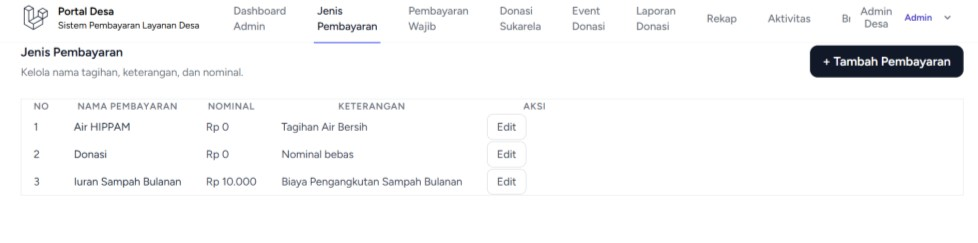 Portal Desa
Sistem Pembayaran Layanan Desa
Dashboard
Admin
Jenis
Pembayaran
Pembayaran
Wajib
Donasi
Sukarela
Event
Donasi
Laporan
Donasi
Rekap
Aktivitas
Admin
Desa
Admin
Jenis Pembayaran
Kelola nama tagihan, keterangan, dan nominal.
+ Tambah Pembayaran
NO NAMA PEMBAYARAN NOMINAL KETERANGAN AKSI
1 Air HIPPAM Rp 0 Tagihan Air Bersih Edit
2 Donasi Rp 0 Nominal bebas Edit
3 Iuran Sampah Bulanan Rp 10.000 Biaya Pengangkutan Sampah Bulanan Edit